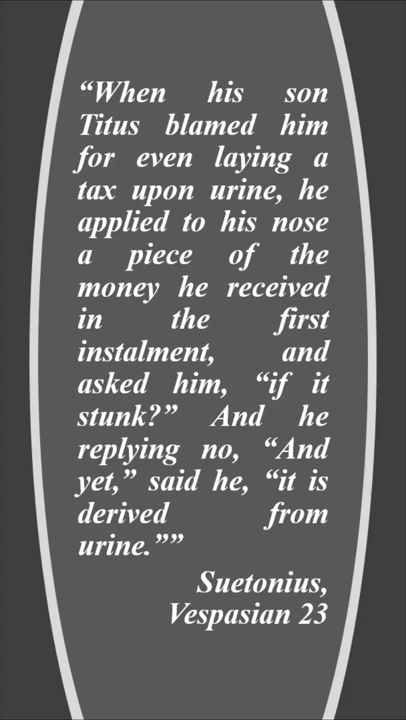 “When his son
Titus blamed him
for even laying a
tax upon urine, he
applied to his nose
a piece of the
money he received
in the first
instalment, and
asked him, “if it
stunk?” And he
replying no, “And
yet,” said he, “it is
derived from
urine.””
Suetonius,
Vespasian 23